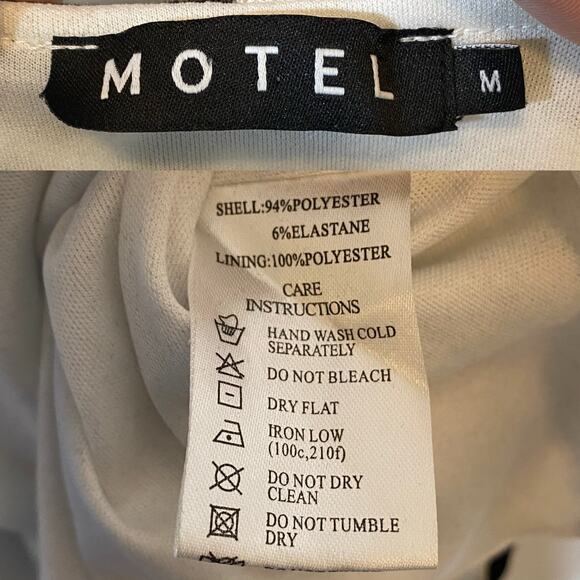 MOTEL
M
SHELL:94%POLYESTER
6%ELASTANE
LINING:100%POLYESTER
CARE
INSTRUCTIONS
HAND WASH COLD
SEPARATELY
DO NOT BLEACH
DRY FLAT
IRON LOW
(100c,210f)
DO NOT DRY
CLEAN
DO NOT TUMBLE
DRY